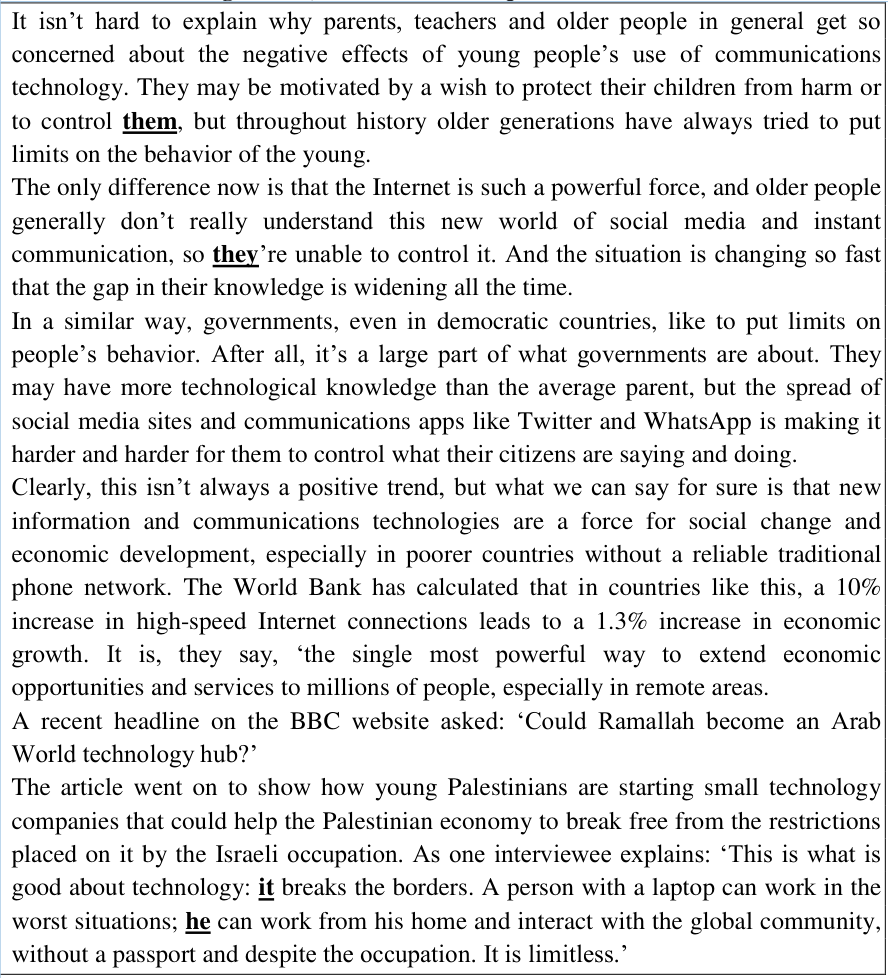 It isn’t hard to explain why parents, teachers and older people in general get so
concerned about the negative effects of young people’s use of communications
technology. They may be motivated by a wish to protect their children from harm or
to control them, but throughout history older generations have always tried to put
limits on the behavior of the young.
The only difference now is that the Internet is such a powerful force, and older people
generally don’t really understand this new world of social media and instant
communication, so they’re unable to control it. And the situation is changing so fast
that the gap in their knowledge is widening all the time.
In a similar way, governments, even in democratic countries, like to put limits on
people’s behavior. After all, it’s a large part of what governments are about. They
may have more technological knowledge than the average parent, but the spread of
social media sites and communications apps like Twitter and WhatsApp is making it
harder and harder for them to control what their citizens are saying and doing.
Clearly, this isn’t always a positive trend, but what we can say for sure is that new
information and communications technologies are a force for social change and
economic development, especially in poorer countries without a reliable traditional
phone network. The World Bank has calculated that in countries like this, a 10%
increase in high-speed Internet connections leads to a 1.3% increase in economic
growth. It is, they say, ‘the single most powerful way to extend economic
opportunities and services to millions of people, especially in remote areas.
A recent headline on the BBC website asked: ‘Could Ramallah become an Arab
World technology hub?’
The article went on to show how young Palestinians are starting small technology
companies that could help the Palestinian economy to break free from the restrictions
placed on it by the Israeli occupation. As one interviewee explains: ‘This is what is
good about technology: it breaks the borders. A person with a laptop can work in the
worst situations; he can work from his home and interact with the global community,
without a passport and despite the occupation. It is limitless.’